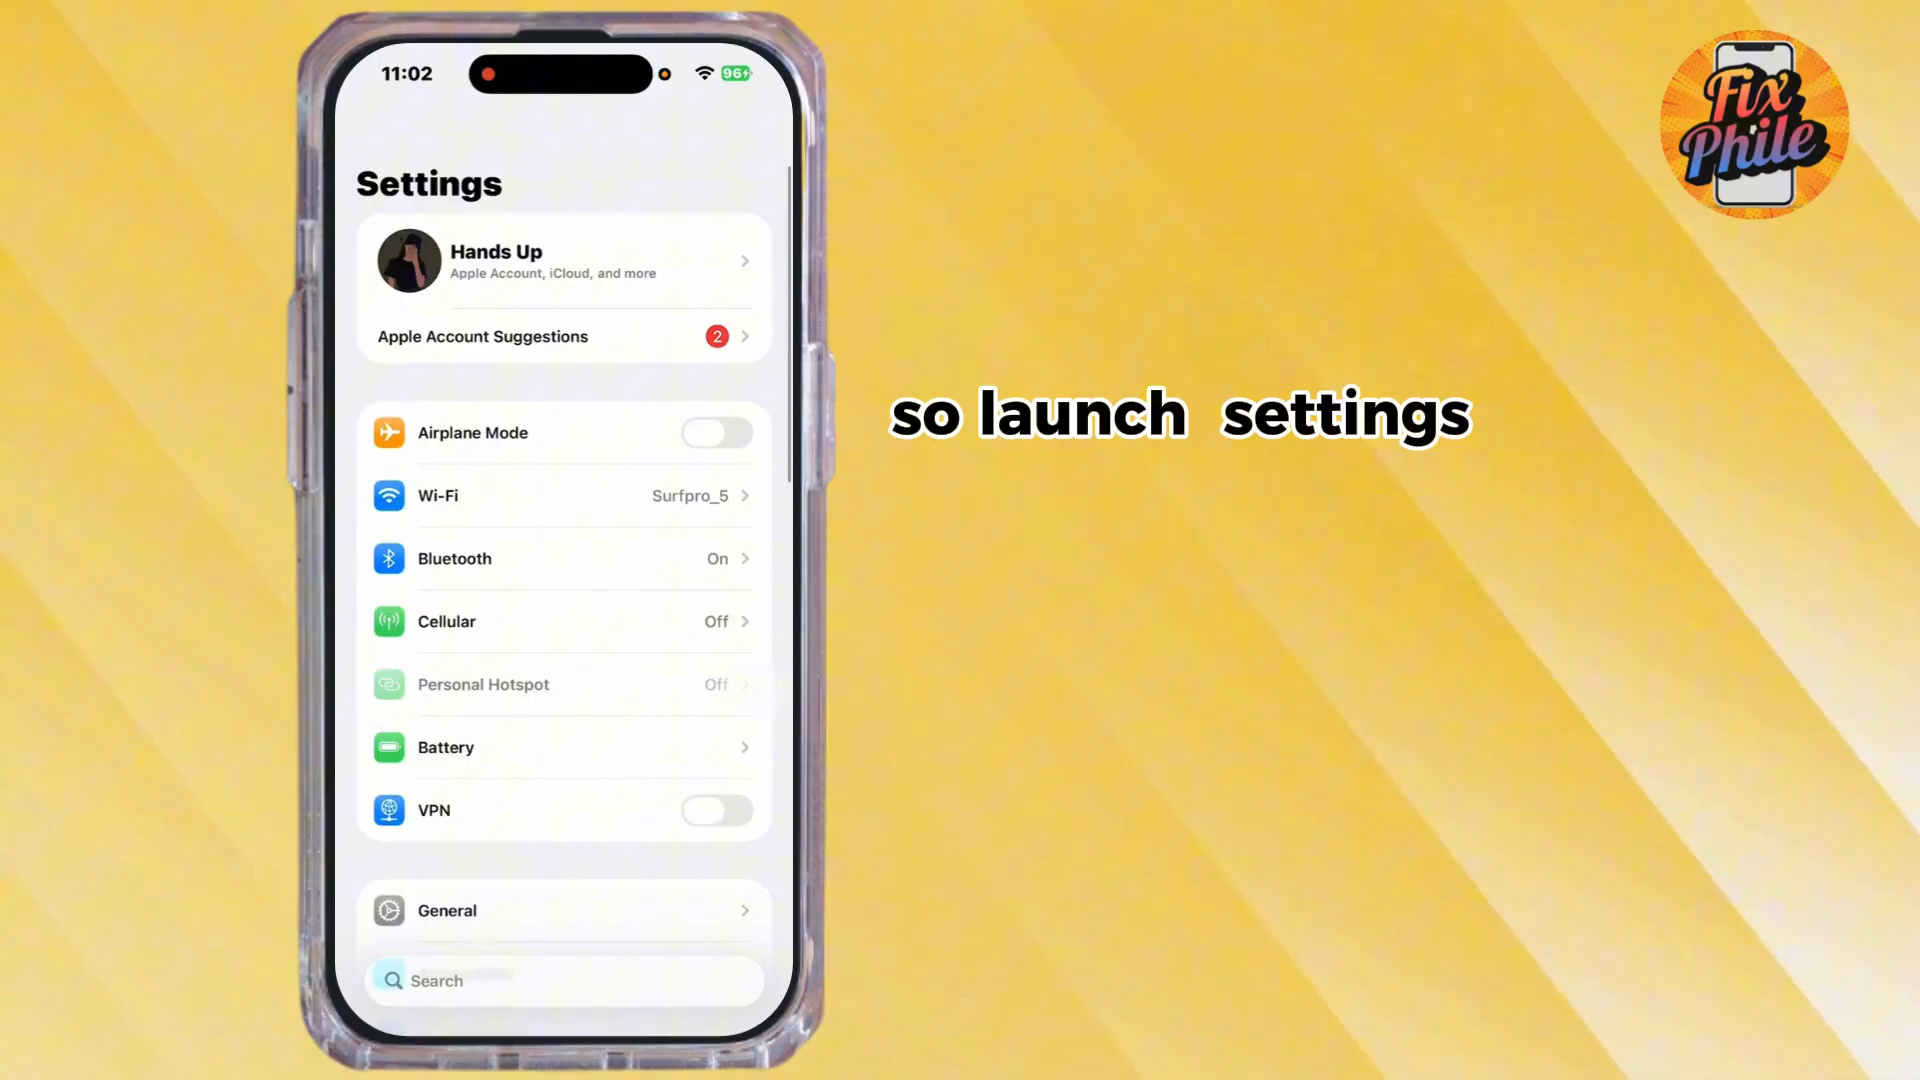 11:02
96
Settings
Hands Up
Apple Account, iCloud, and more
Apple Account Suggestions
2
Airplane Mode
Wi-Fi
Surfpro_5
Bluetooth
On
Cellular
Off
Personal Hotspot
Off
Battery
VPN
General
Search
so launch settings
Fix
Phile